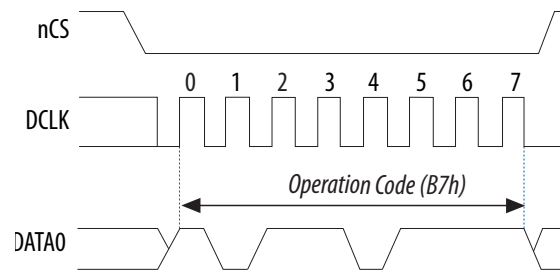 nCS
0 1 2 3 4 5 6 7
DCLK
Operation Code (B7h)
DATA0